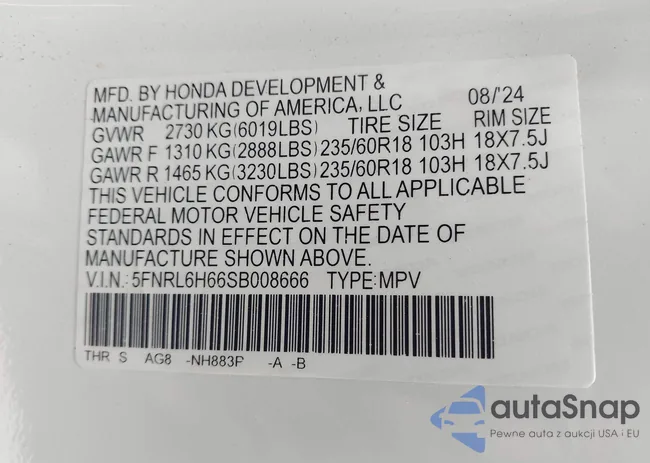 MFD. BY HONDA DEVELOPMENT &
MANUFACTURING OF AMERICA, LLC 08/'24
GVWR 2730 KG(6019LBS) TIRE SIZE RIM SIZE
GAWR F 1310 KG(2888LBS) 235/60R18 103H 18X7.5J
GAWR R 1465 KG(3230LBS) 235/60R18 103H 18X7.5J
THIS VEHICLE CONFORMS TO ALL APPLICABLE
FEDERAL MOTOR VEHICLE SAFETY
STANDARDS IN EFFECT ON THE DATE OF
MANUFACTURE SHOWN ABOVE.
V.I.N.: 5FNRL6H66SB008666 TYPE:MPV
THR S AG8 -NH883P -A -B
autaSnap
Pewne auta z aukcji USA i EU